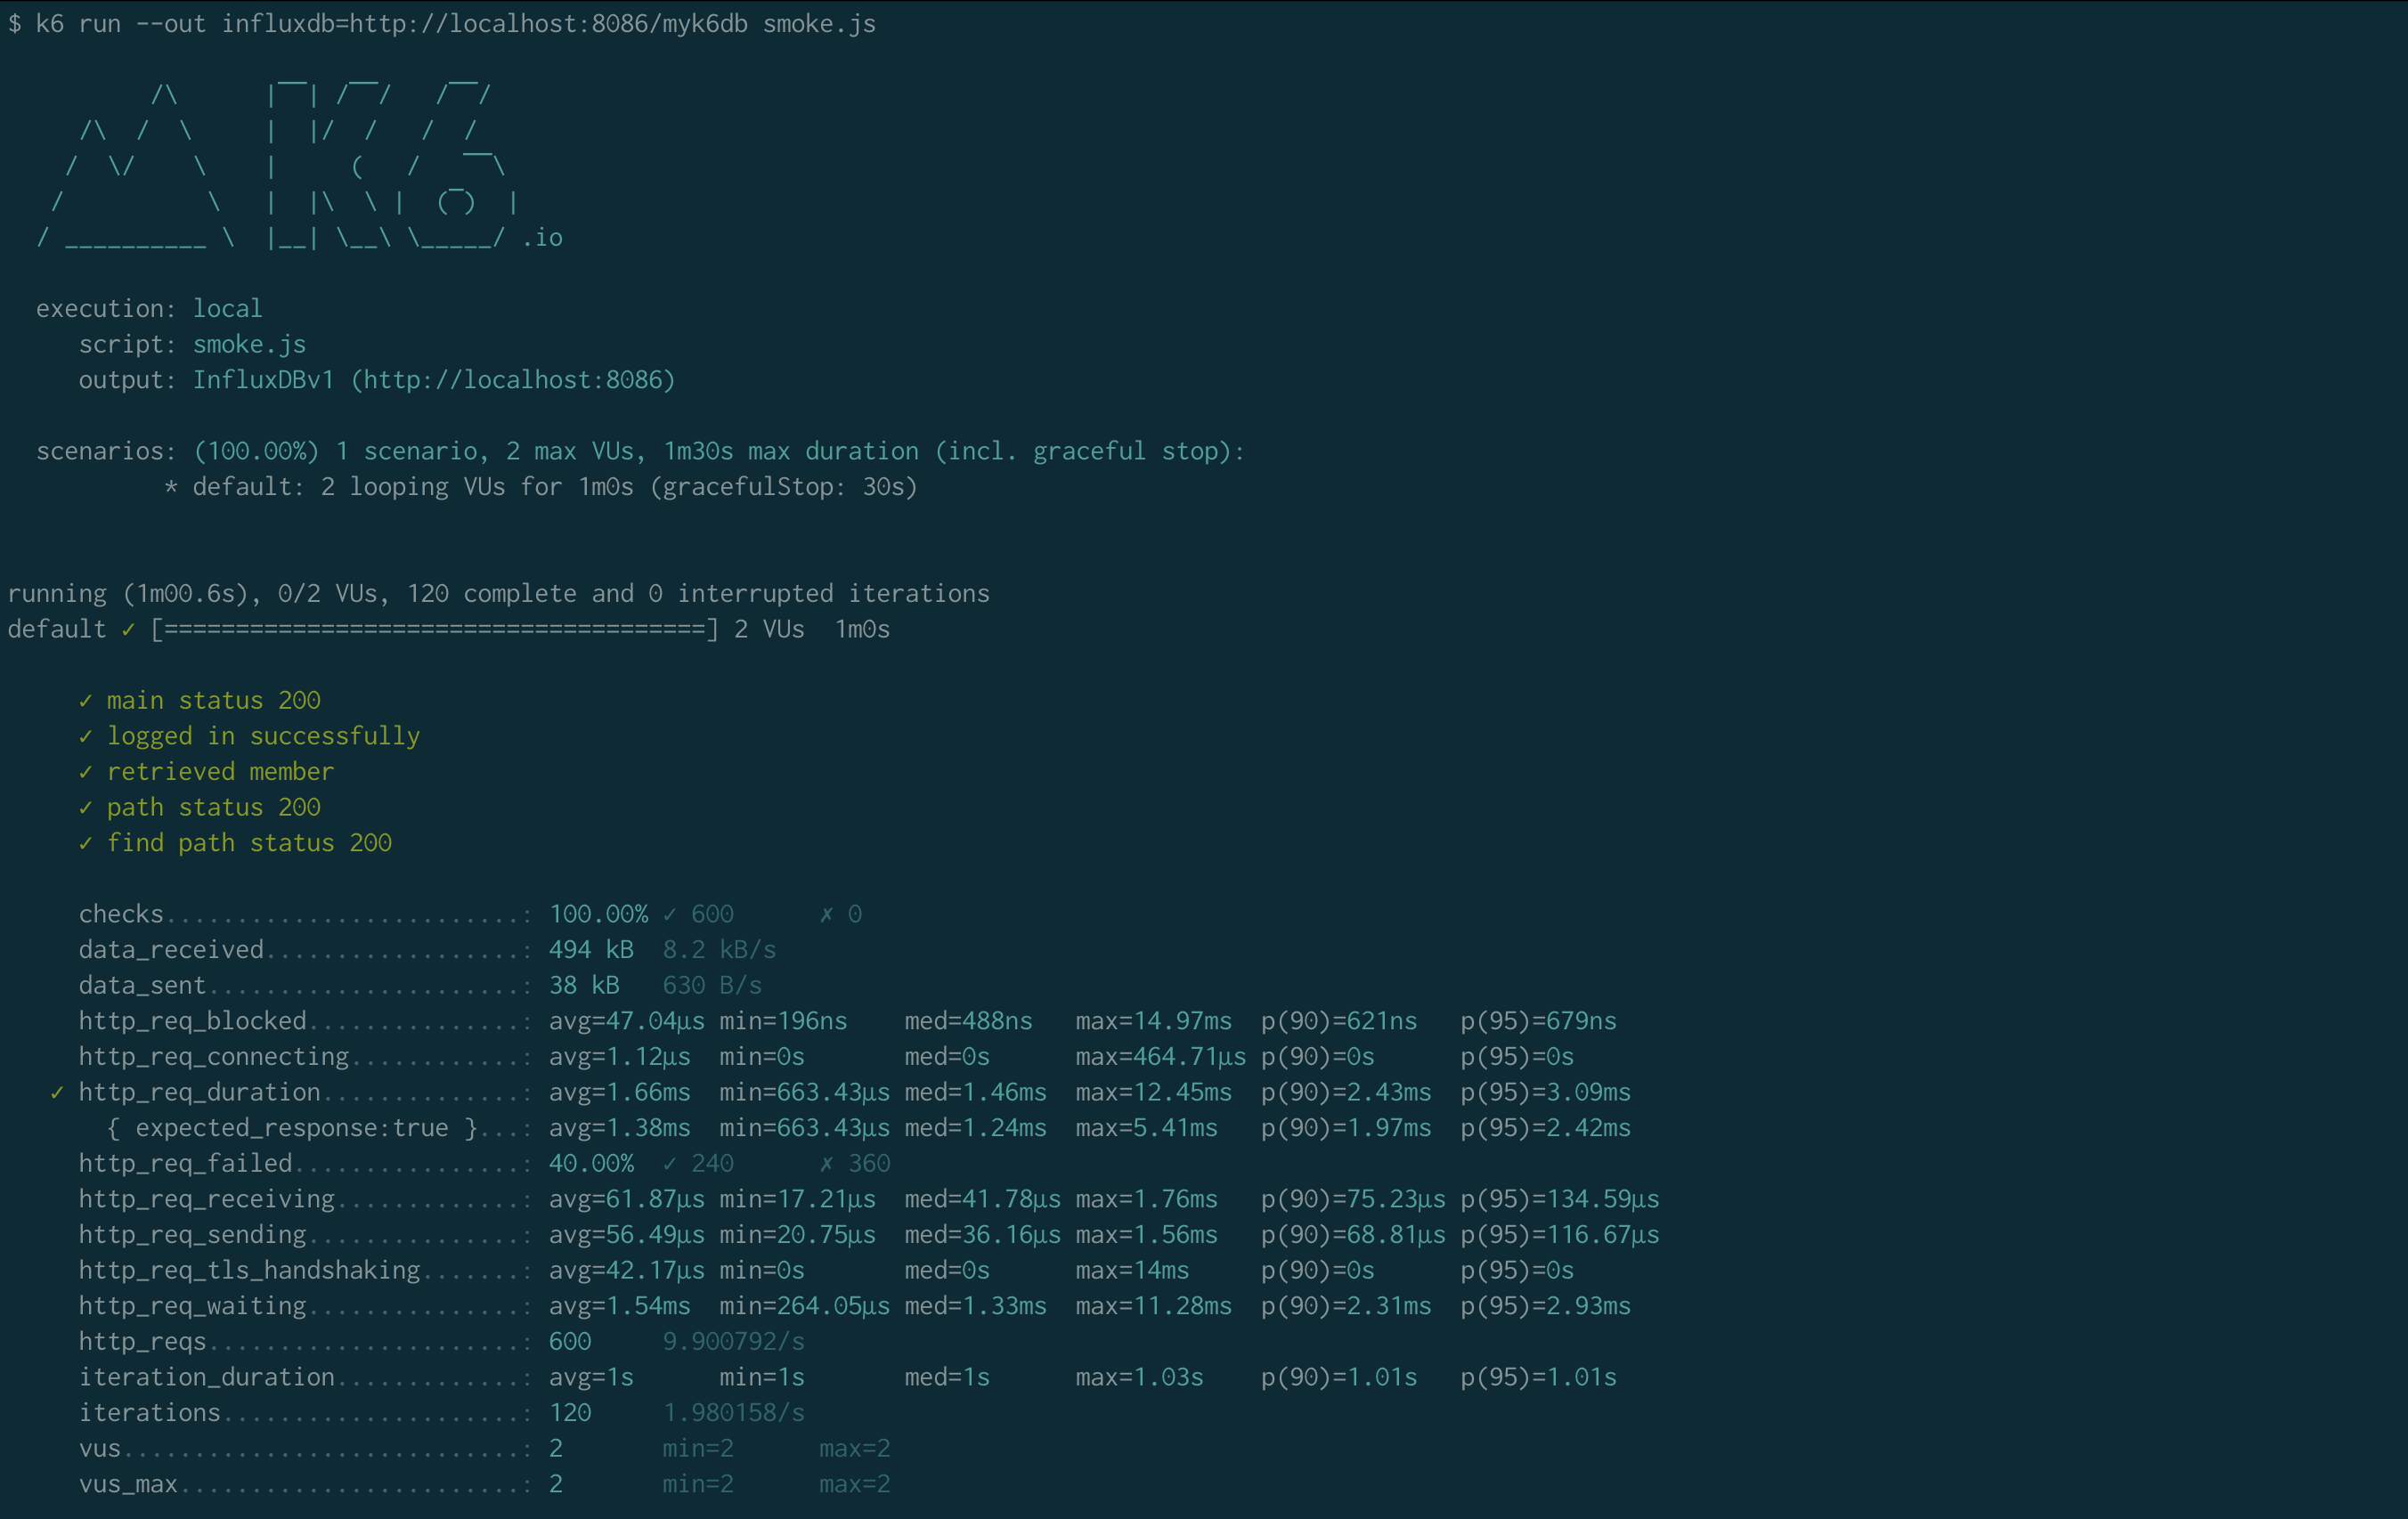 $ k6 run --out influxdb=http://localhost:8086/myk6db smoke.js
          /\      |‾‾| /‾‾/   /‾‾/
     /\  /  \     |  |/  /   /  /
    /  \/    \    |     (   /   ‾‾\
   /          \   |  |\  \ |  (‾)  |
  / __________ \  |__| \__\ \_____/ .io
  execution: local
     script: smoke.js
     output: InfluxDBv1 (http://localhost:8086)
  scenarios: (100.00%) 1 scenario, 2 max VUs, 1m30s max duration (incl. graceful stop):
           * default: 2 looping VUs for 1m0s (gracefulStop: 30s)
running (1m00.6s), 0/2 VUs, 120 complete and 0 interrupted iterations
default ✓ [======================================] 2 VUs  1m0s
     ✓ main status 200
     ✓ logged in successfully
     ✓ retrieved member
     ✓ path status 200
     ✓ find path status 200
     checks.........................: 100.00% ✓ 600      ✗ 0
     data_received..................: 494 kB  8.2 kB/s
     data_sent......................: 38 kB   630 B/s
     http_req_blocked...............: avg=47.04µs min=196ns    med=488ns   max=14.97ms  p(90)=621ns   p(95)=679ns
     http_req_connecting............: avg=1.12µs  min=0s       med=0s      max=464.71µs p(90)=0s      p(95)=0s
   ✓ http_req_duration..............: avg=1.66ms  min=663.43µs med=1.46ms  max=12.45ms  p(90)=2.43ms  p(95)=3.09ms
       { expected_response:true }...: avg=1.38ms  min=663.43µs med=1.24ms  max=5.41ms   p(90)=1.97ms  p(95)=2.42ms
     http_req_failed................: 40.00%  ✓ 240      ✗ 360
     http_req_receiving.............: avg=61.87µs min=17.21µs  med=41.78µs max=1.76ms   p(90)=75.23µs p(95)=134.59µs
     http_req_sending...............: avg=56.49µs min=20.75µs  med=36.16µs max=1.56ms   p(90)=68.81µs p(95)=116.67µs
     http_req_tls_handshaking.......: avg=42.17µs min=0s       med=0s      max=14ms     p(90)=0s      p(95)=0s
     http_req_waiting...............: avg=1.54ms  min=264.05µs med=1.33ms  max=11.28ms  p(90)=2.31ms  p(95)=2.93ms
     http_reqs......................: 600     9.900792/s
     iteration_duration.............: avg=1s      min=1s       med=1s      max=1.03s    p(90)=1.01s   p(95)=1.01s
     iterations.....................: 120     1.980158/s
     vus............................: 2       min=2      max=2
     vus_max........................: 2       min=2      max=2